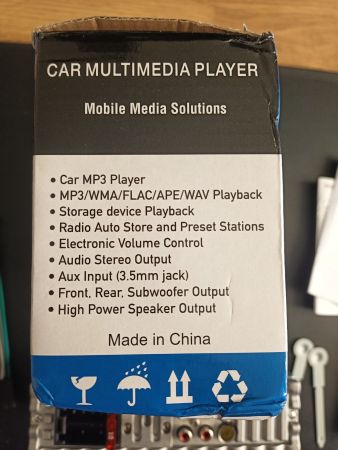 CAR MULTIMEDIA PLAYER
Mobile Media Solutions
• Car MP3 Player
• MP3/WMA/FLAC/APE/WAV Playback
• Storage device Playback
• Radio Auto Store and Preset Stations
• Electronic Volume Control
• Audio Stereo Output
• Aux Input (3.5mm jack)
• Front, Rear, Subwoofer Output
• High Power Speaker Output
Made in China